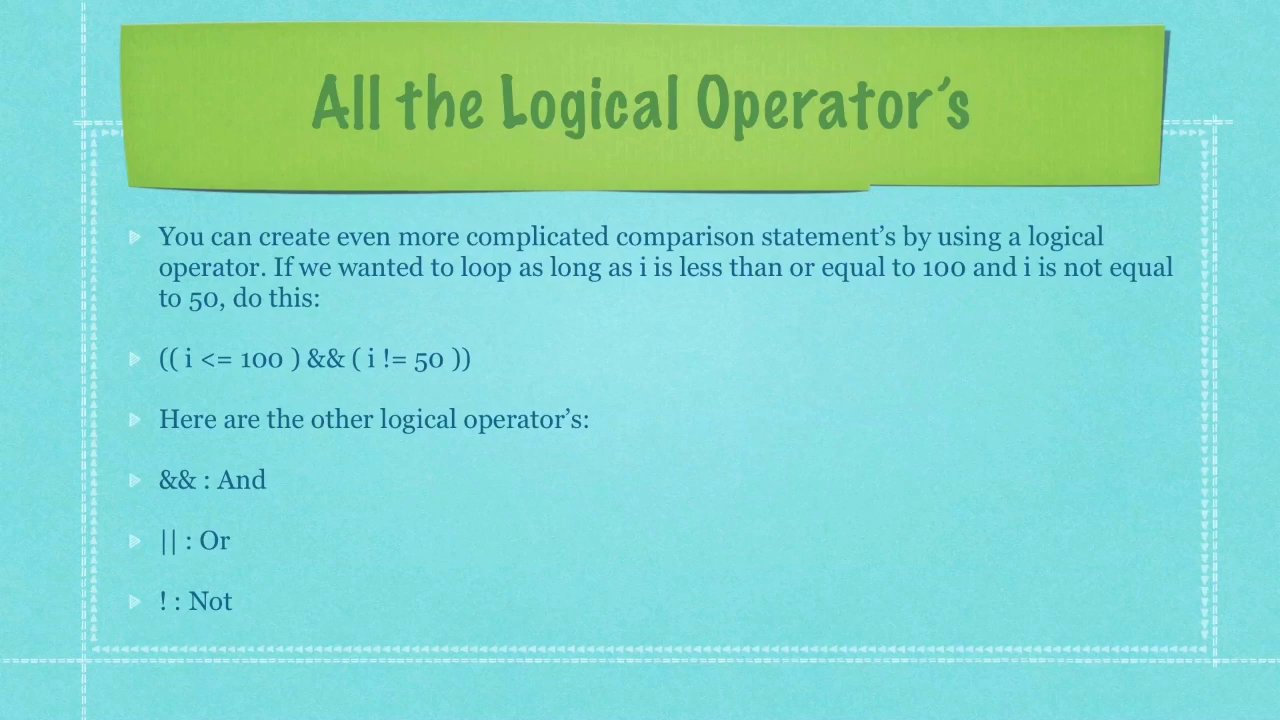 All the Logical Operator’s
You can create even more complicated comparison statement’s by using a logical
operator. If we wanted to loop as long as i is less than or equal to 100 and i is not equal
to 50, do this:
(( i <= 100 ) && ( i != 50 ))
Here are the other logical operator’s:
&& : And
|| : Or
! : Not